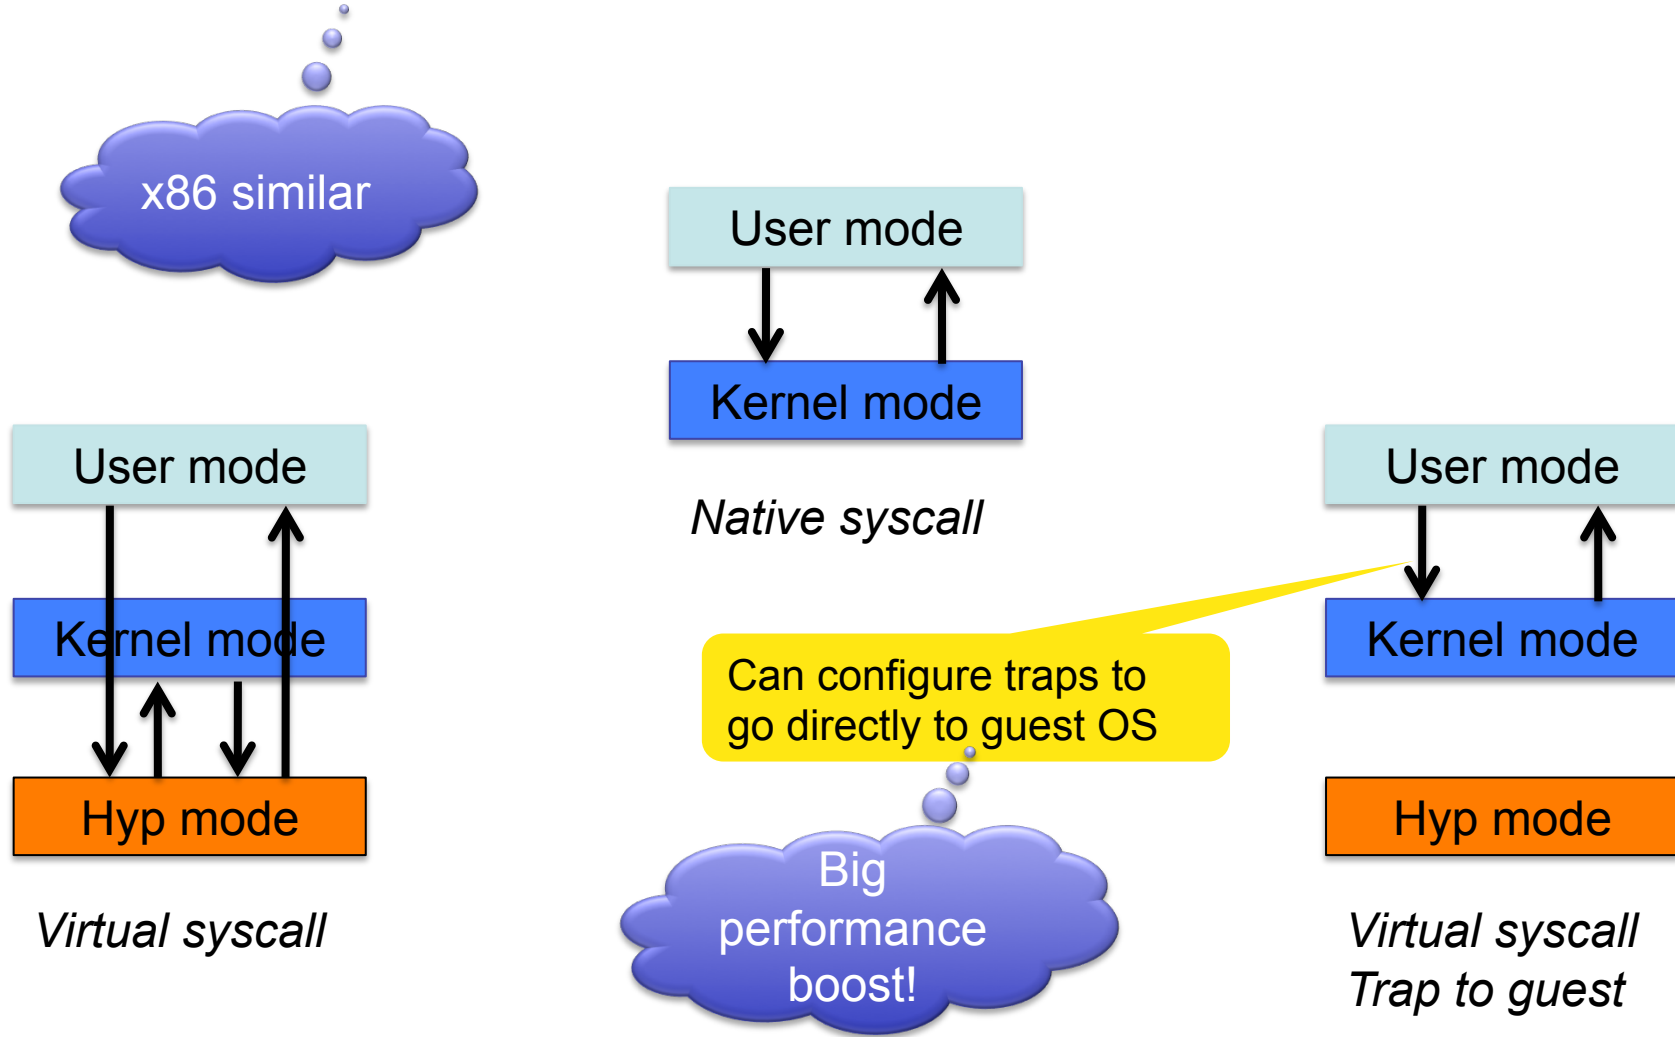 x86 similar
User mode
Kernel mode
Native syscall
User mode
Kernel mode
Hyp mode
Virtual syscall
Can configure traps to
go directly to guest OS
Big
performance
boost!
User mode
Kernel mode
Hyp mode
Virtual syscall
Trap to guest